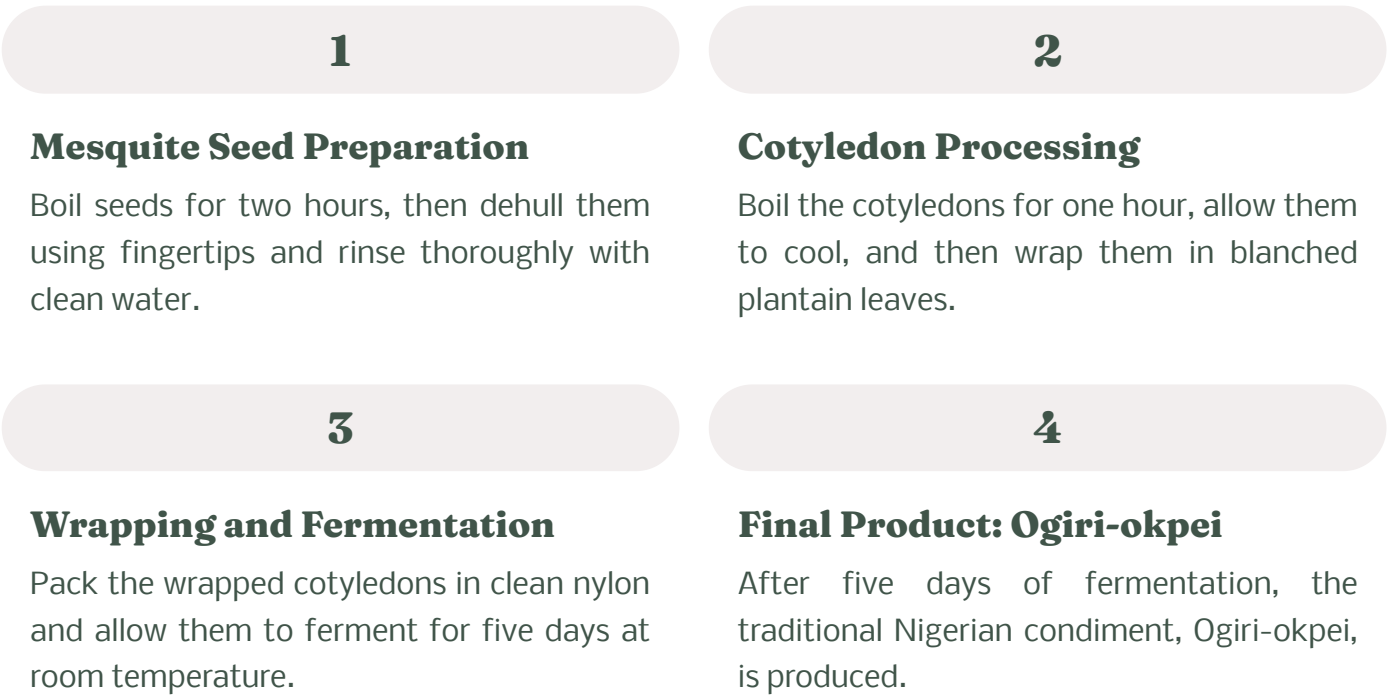 1
Mesquite Seed Preparation
Boil seeds for two hours, then dehull them
using fingertips and rinse thoroughly with
clean water.
2
Cotyledon Processing
Boil the cotyledons for one hour, allow them
to cool, and then wrap them in blanched
plantain leaves.
3
Wrapping and Fermentation
Pack the wrapped cotyledons in clean nylon
and allow them to ferment for five days at
room temperature.
4
Final Product: Ogiri-okpei
After five days of fermentation, the
traditional Nigerian condiment, Ogiri-okpei,
is produced.